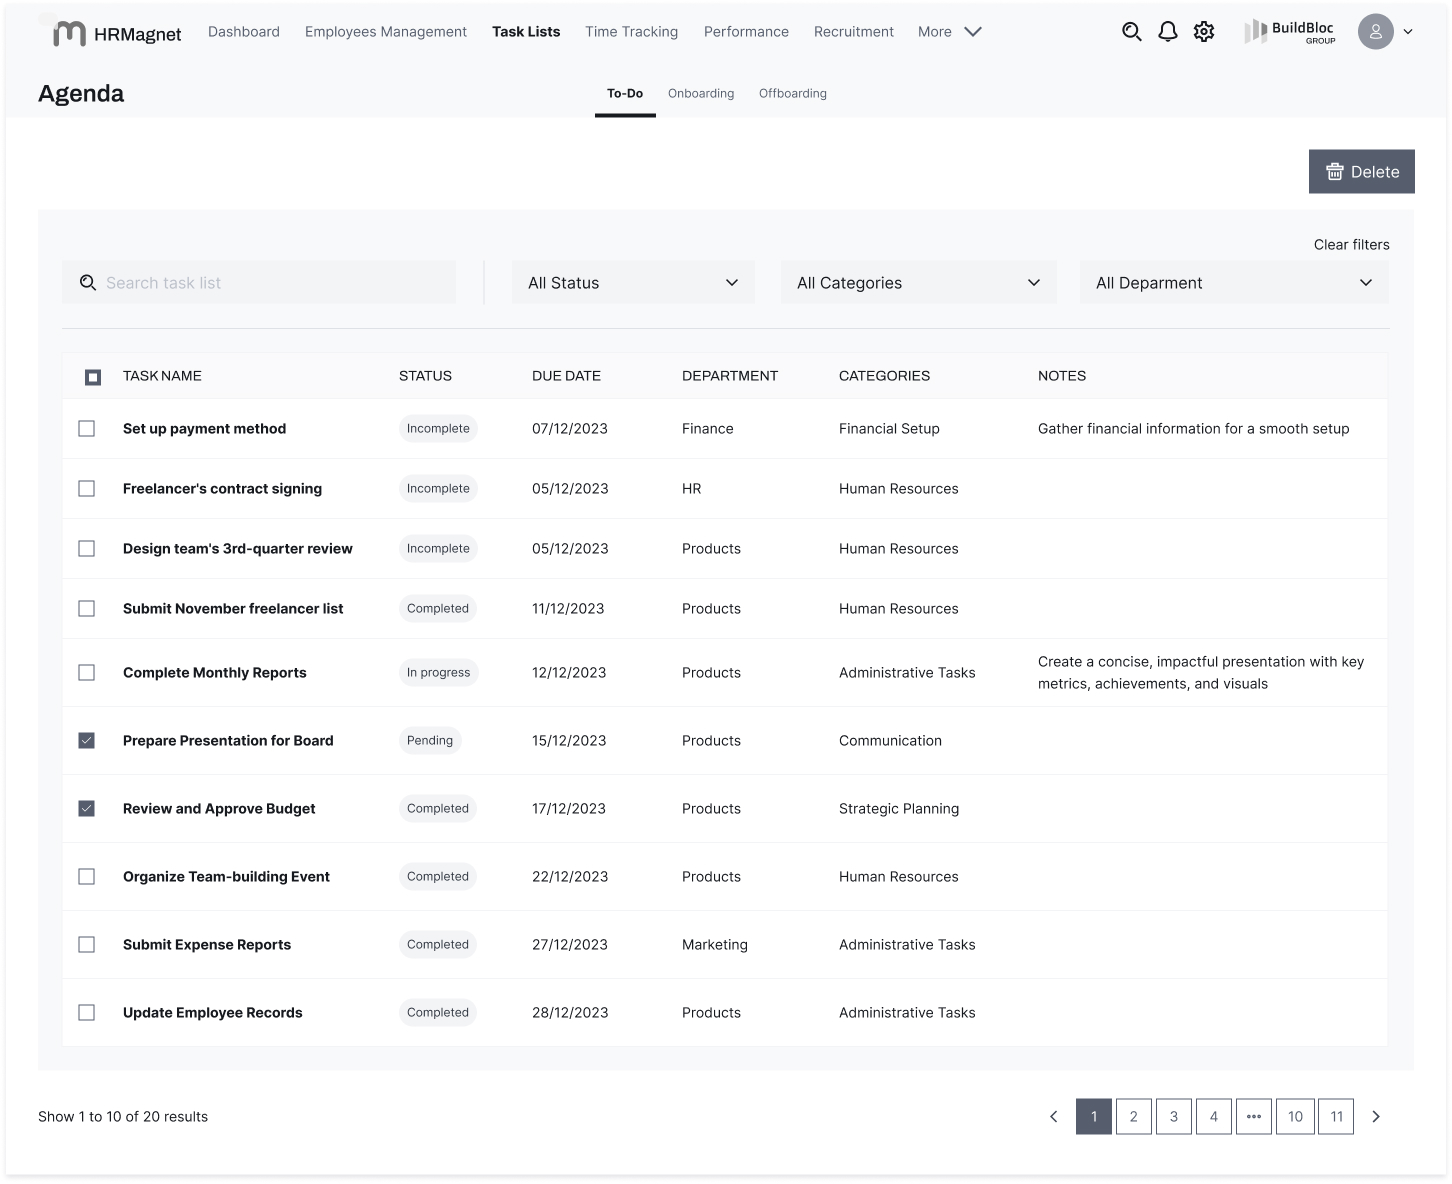 HRMagnet Dashboard Employees Management Task Lists Time Tracking Performance Recruitment More BuildBloc
GROUP
Agenda To-Do Onboarding Offboarding
Delete
Clear filters
Search task list All Status All Categories All Deparment
TASK NAME STATUS DUE DATE DEPARTMENT CATEGORIES NOTES
Set up payment method Incomplete 07/12/2023 Finance Financial Setup Gather financial information for a smooth setup
Freelancer's contract signing Incomplete 05/12/2023 HR Human Resources
Design team's 3rd-quarter review Incomplete 05/12/2023 Products Human Resources
Submit November freelancer list Completed 11/12/2023 Products Human Resources
Complete Monthly Reports In progress 12/12/2023 Products Administrative Tasks Create a concise, impactful presentation with key
metrics, achievements, and visuals
Prepare Presentation for Board Pending 15/12/2023 Products Communication
Review and Approve Budget Completed 17/12/2023 Products Strategic Planning
Organize Team-building Event Completed 22/12/2023 Products Human Resources
Submit Expense Reports Completed 27/12/2023 Marketing Administrative Tasks
Update Employee Records Completed 28/12/2023 Products Administrative Tasks
Show 1 to 10 of 20 results 1 2 3 4 ••• 10 11